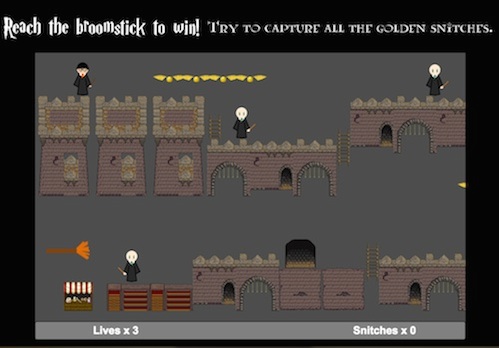 Reach the broomstick to win! Try to capture all the golden snitches.
Lives x 3 Snitches x 0